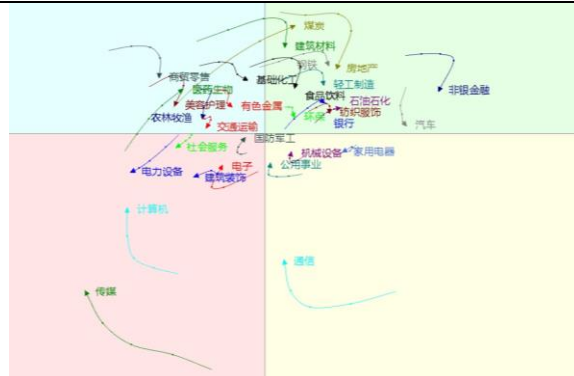 煤炭
建筑材料
钢铁
房地产
商贸零售
基础化工
轻工制造
医药生物
非银金融
食品饮料
美容护理
有色金属
石油石化
农林牧渔
环保
纺织服饰
交通运输
银行
汽车
国防军工
社会服务
机械设备
家用电器
电子
公用事业
电力设备
建筑装饰
计算机
通信
传媒